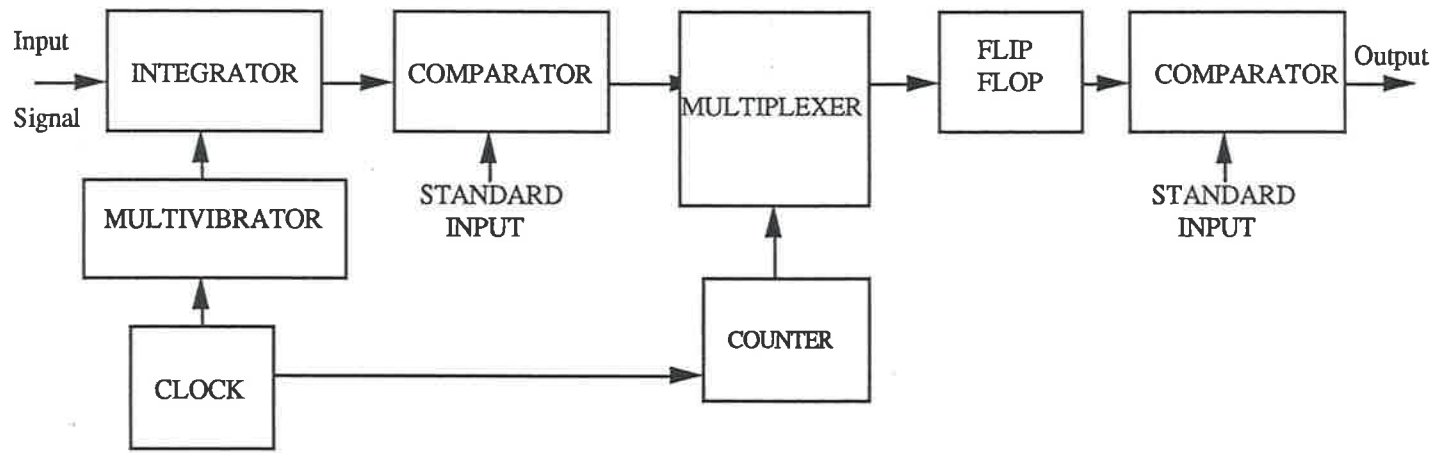 Input
Signal
INTEGRATOR
COMPARATOR
MULTIPLEXER
FLIP
FLOP
COMPARATOR
Output
MULTIVIBRATOR
STANDARD
INPUT
STANDARD
INPUT
CLOCK
COUNTER